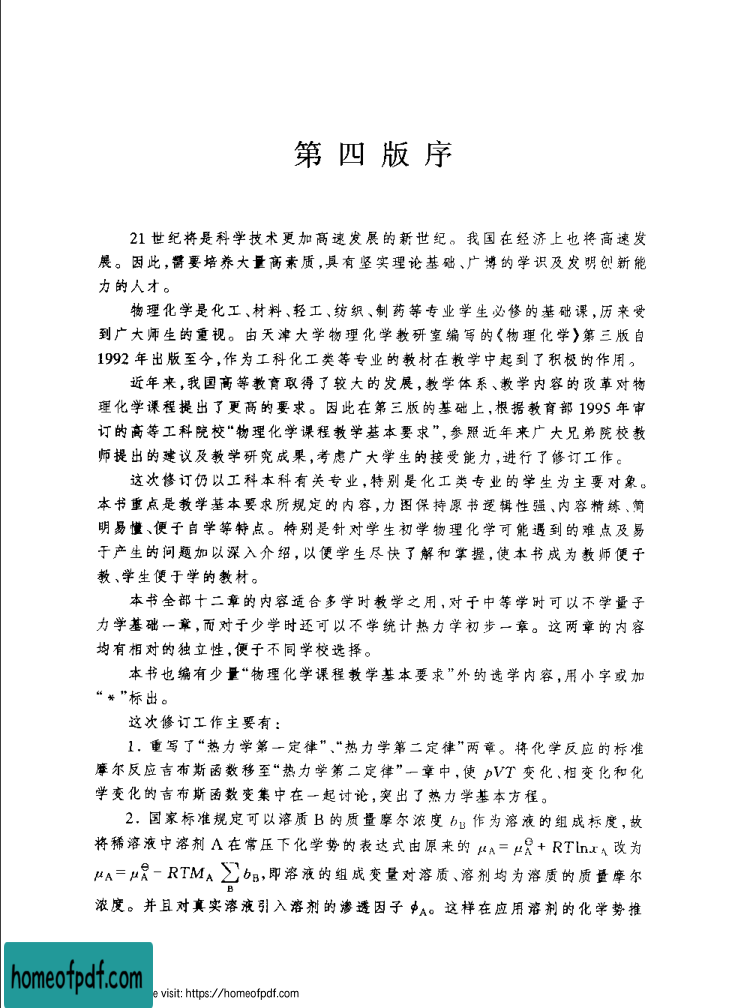 第四版序
21世纪将是科学技术更加高速发展的新世纪。我国在经济上也将高速发
展。因此,需要培养大量高素质,具有坚实理论基础、广博的学识及发明创新能
力的人才。
物理化学是化工、材料、轻工、纺织、制药等专业学生必修的基础课,历来受
到广大师生的重视。由天津大学物理化学教研室编写的《物理化学》第三版自
1992年出版至今,作为工科化工类等专业的教材在教学中起到了积极的作用。
近年来,我国高等教育取得了较大的发展,教学体系、教学内容的改革对物
理化学课程提出了更高的要求。因此在第三版的基础上,根据教育部1995年审
订的高等工科院校“物理化学课程教学基本要求”,参照近年来广大兄弟院校教
师提出的建议及教学研究成果,考虑广大学生的接受能力,进行了修订工作。
这次修订仍以工科本科有关专业,特别是化工类专业的学生为主要对象。
本书重点是教学基本要求所规定的内容,力图保持原书逻辑性强、内容精练、简
明易懂、便于自学等特点。特别是针对学生初学物理化学可能遇到的难点及易
于产生的问题加以深入介绍,以便学生尽快了解和掌握,使本书成为教师便于
教、学生便于学的教材。
本书全部十二章的内容适合多学时教学之用,对于中等学时可以不学量子
力学基础一章,而对于少学时还可以不学统计热力学初步一章。这两章的内容
均有相对的独立性,便于不同学校选择。
本书也编有少量“物理化学课程教学基本要求”外的选学内容,用小字或加
“*”标出。
这次修订工作主要有:
1. 重写了“热力学第一定律”、“热力学第二定律”两章。将化学反应的标准
摩尔反应吉布斯函数移至“热力学第二定律”一章中,使 pVT 变化、相变化和化
学变化的吉布斯函数变集中在一起讨论,突出了热力学基本方程。
2. 国家标准规定可以溶质 B 的质量摩尔浓度 b_B 作为溶液的组成标度,故
将稀溶液中溶剂 A 在常压下化学势的表达式由原来的 μ_A = μ_A^⊖ + RTlnx_A 改为
μ_A = μ_A^⊖ − RTM_A ∑_B b_B,即溶液的组成变量对溶质、溶剂均为溶质的质量摩尔
浓度。并且对真实溶液引入溶剂的渗透因子 φ_A。这样在应用溶剂的化学势推
homeofpdf.com
e visit: https://homeofpdf.com